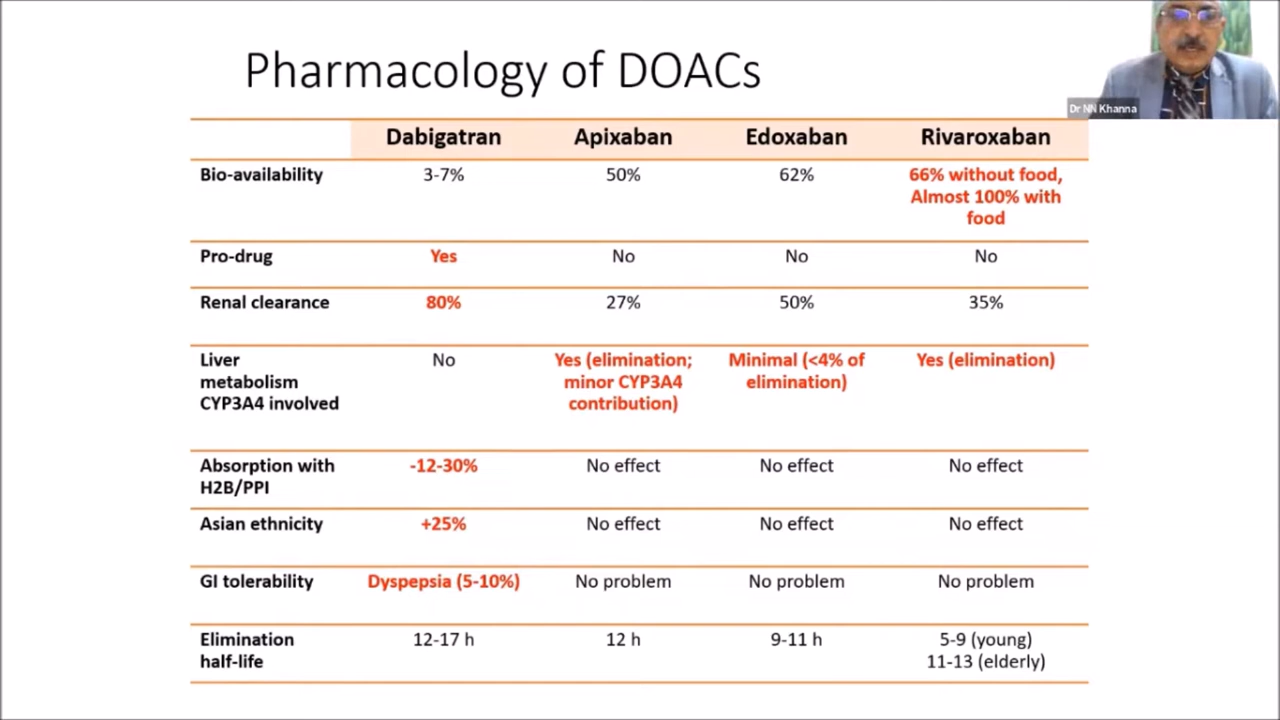 Pharmacology of DOACs
Dr NN Khanna
Dabigatran Apixaban Edoxaban Rivaroxaban
Bio-availability 3-7% 50% 62% 66% without food,
Almost 100% with
food
Pro-drug Yes No No No
Renal clearance 80% 27% 50% 35%
Liver No Yes (elimination; Minimal (<4% of Yes (elimination)
metabolism minor CYP3A4 elimination)
CYP3A4 involved contribution)
Absorption with -12-30% No effect No effect No effect
H2B/PPI
Asian ethnicity +25% No effect No effect No effect
GI tolerability Dyspepsia (5-10%) No problem No problem No problem
Elimination 12-17 h 12 h 9-11 h 5-9 (young)
half-life 11-13 (elderly)